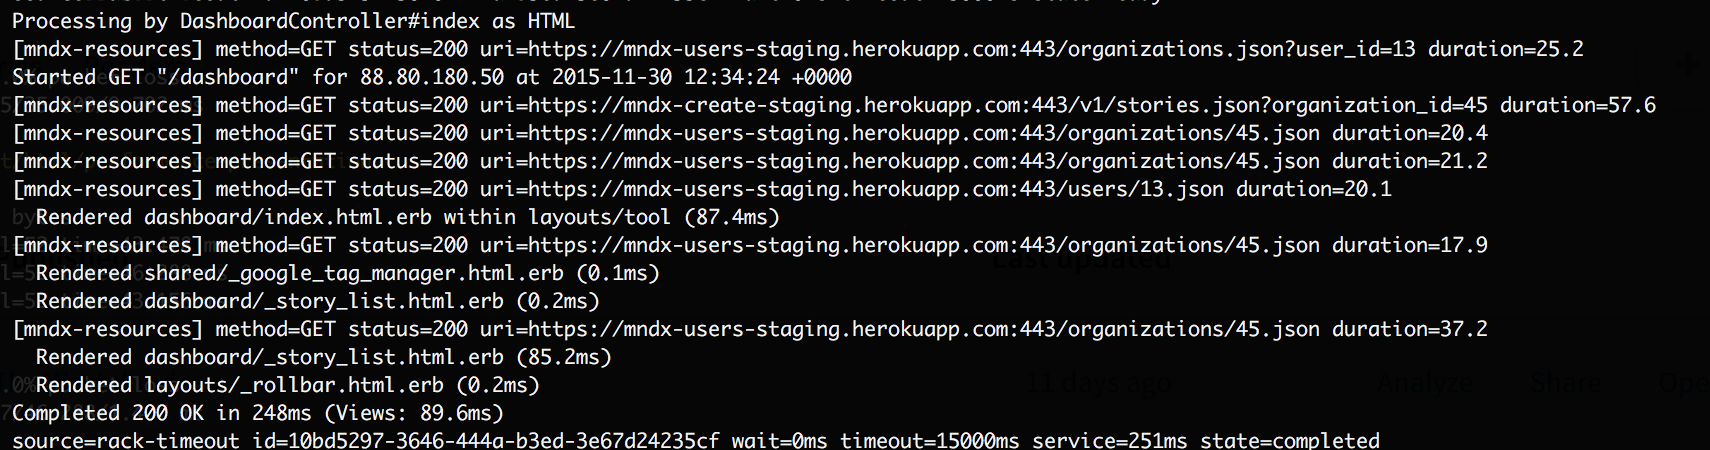 Processing by DashboardController#index as HTML
[mndx-resources] method=GET status=200 uri=https://mndx-users-staging.herokuapp.com:443/organizations.json?user_id=13 duration=25.2
Started GET "/dashboard" for 88.80.180.50 at 2015-11-30 12:34:24 +0000
[mndx-resources] method=GET status=200 uri=https://mndx-create-staging.herokuapp.com:443/v1/stories.json?organization_id=45 duration=57.6
[mndx-resources] method=GET status=200 uri=https://mndx-users-staging.herokuapp.com:443/organizations/45.json duration=20.4
[mndx-resources] method=GET status=200 uri=https://mndx-users-staging.herokuapp.com:443/organizations/45.json duration=21.2
[mndx-resources] method=GET status=200 uri=https://mndx-users-staging.herokuapp.com:443/users/13.json duration=20.1
Rendered dashboard/index.html.erb within layouts/tool (87.4ms)
[mndx-resources] method=GET status=200 uri=https://mndx-users-staging.herokuapp.com:443/organizations/45.json duration=17.9
Last updated
Rendered shared/_google_tag_manager.html.erb (0.1ms)
Rendered dashboard/_story_list.html.erb (0.2ms)
[mndx-resources] method=GET status=200 uri=https://mndx-users-staging.herokuapp.com:443/organizations/45.json duration=37.2
Rendered dashboard/_story_list.html.erb (85.2ms)
Rendered layouts/_rollbar.html.erb (0.2ms) 11 days ago Analyze Share
Completed 200 OK in 248ms (Views: 89.6ms)
source=rack-timeout id=10bd5297-3646-444a-b3ed-3e67d24235cf wait=0ms timeout=15000ms service=251ms state=completed